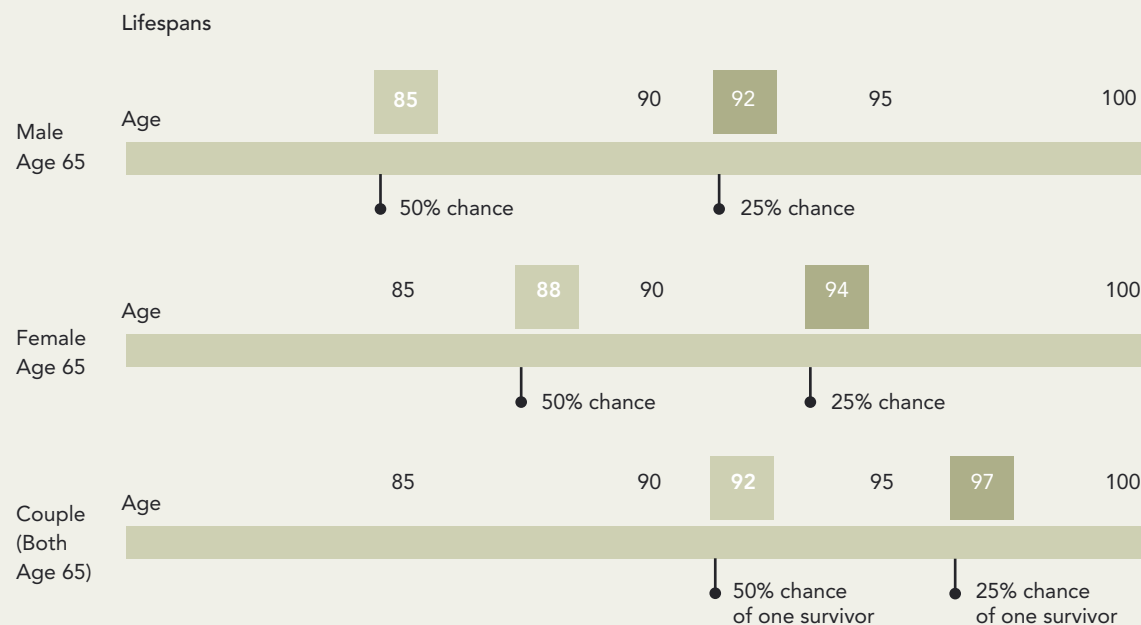 Lifespans
85 90 92 95 100
Age
Male
Age 65
50% chance 25% chance
85 88 90 94 100
Age
Female
Age 65
50% chance 25% chance
85 90 92 95 97 100
Age
Couple
(Both
Age 65)
50% chance
of one survivor
25% chance
of one survivor